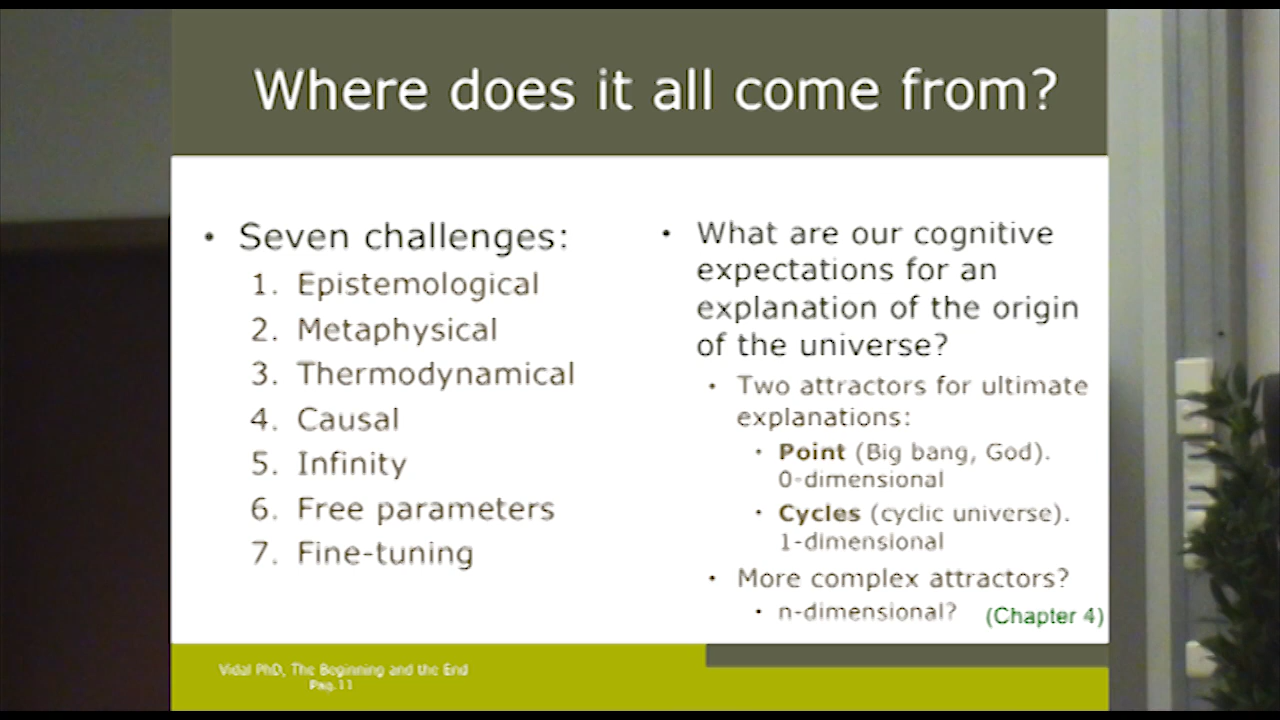 Where does it all come from?
• Seven challenges:
1. Epistemological
2. Metaphysical
3. Thermodynamical
4. Causal
5. Infinity
6. Free parameters
7. Fine-tuning
• What are our cognitive
expectations for an
explanation of the origin
of the universe?
• Two attractors for ultimate
explanations:
• Point (Big bang, God).
0-dimensional
• Cycles (cyclic universe).
1-dimensional
• More complex attractors?
• n-dimensional?
(Chapter 4)
Vidal PhD, The Beginning and the End
Pag.11